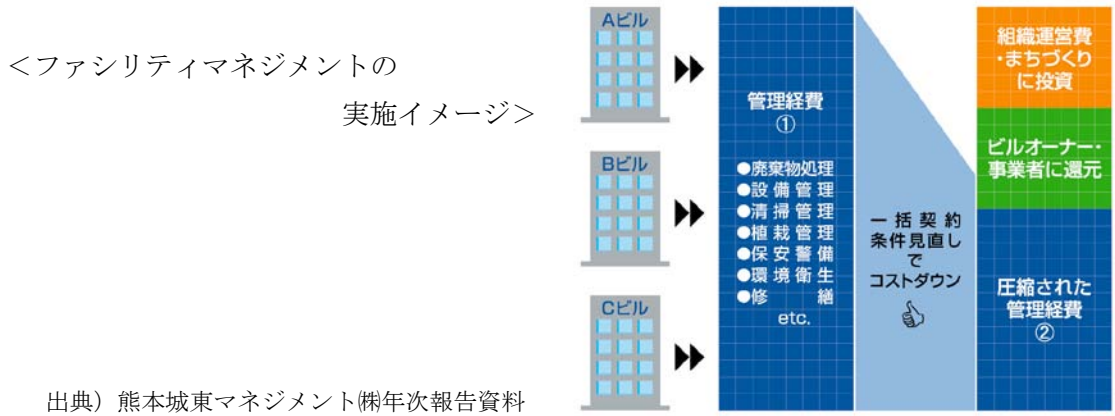 ＜ファシリティマネジメントの
実施イメージ＞
Aビル
Bビル
Cビル
管理経費
①
●廃棄物処理
●設備管理
●清掃管理
●植栽管理
●保安警備
●環境衛生
●修繕
etc.
一括契約
条件見直し
で
コストダウン
組織運営費
・まちづくり
に投資
ビルオーナー・
事業者に還元
圧縮された
管理経費
②
出典）熊本城東マネジメント㈱年次報告資料